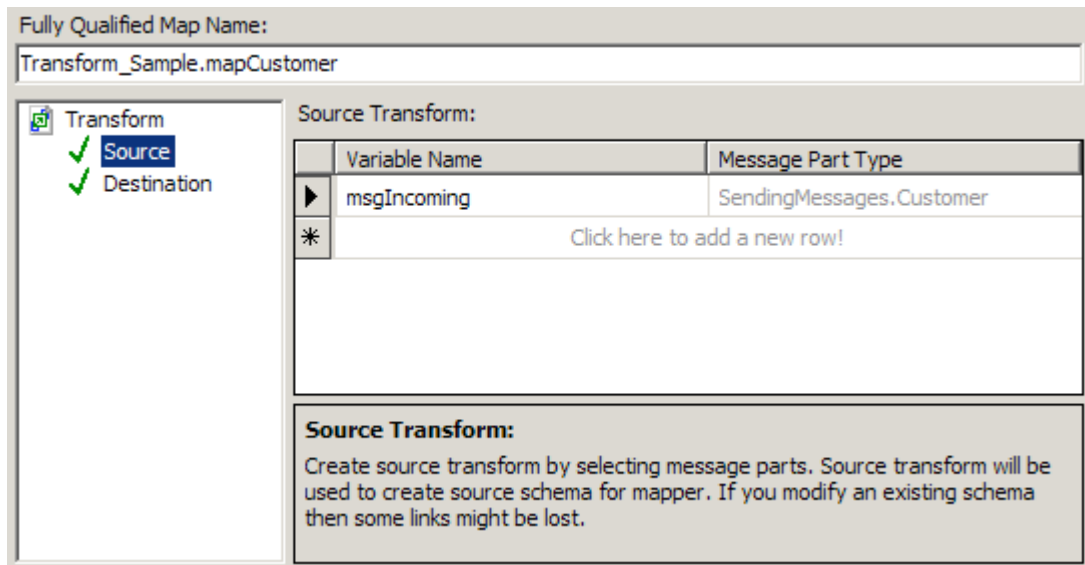 Fully Qualified Map Name:
Transform_Sample.mapCustomer
Transform
Source
Destination
Source Transform:
Variable Name Message Part Type
msgIncoming SendingMessages.Customer
Click here to add a new row!
Source Transform:
Create source transform by selecting message parts. Source transform will be
used to create source schema for mapper. If you modify an existing schema
then some links might be lost.